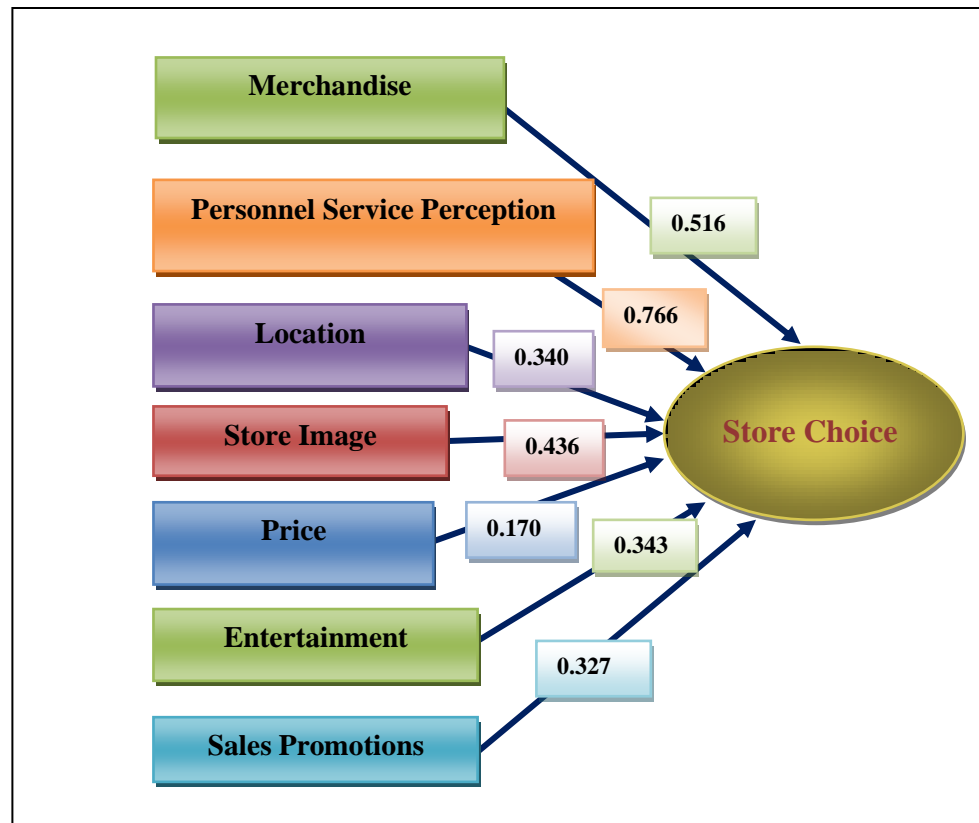 Merchandise
0.516
Personnel Service Perception
0.766
Location
0.340
Store Image
0.436
Store Choice
Price
0.170
Entertainment
0.343
Sales Promotions
0.327